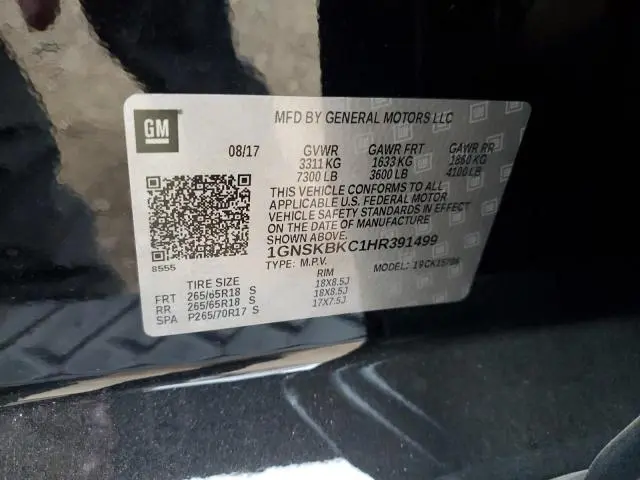 GM
MFD BY GENERAL MOTORS LLC
08/17 GVWR GAWR FRT GAWR RR
3311 KG 1633 KG 1860 KG
7300 LB 3600 LB 4100 LB
THIS VEHICLE CONFORMS TO ALL
APPLICABLE U.S. FEDERAL MOTOR
VEHICLE SAFETY STANDARDS IN EFFECT
ON THE DATE OF MANUFACTURE
SHOWN ABOVE.
1GNSKBKC1HR391499
8555
TYPE: M.P.V. MODEL:
TIRE SIZE RIM
FRT 265/65R18 S 18X8.5J
RR 265/65R18 S 18X8.5J
SPA P265/70R17 S 17X7.5J